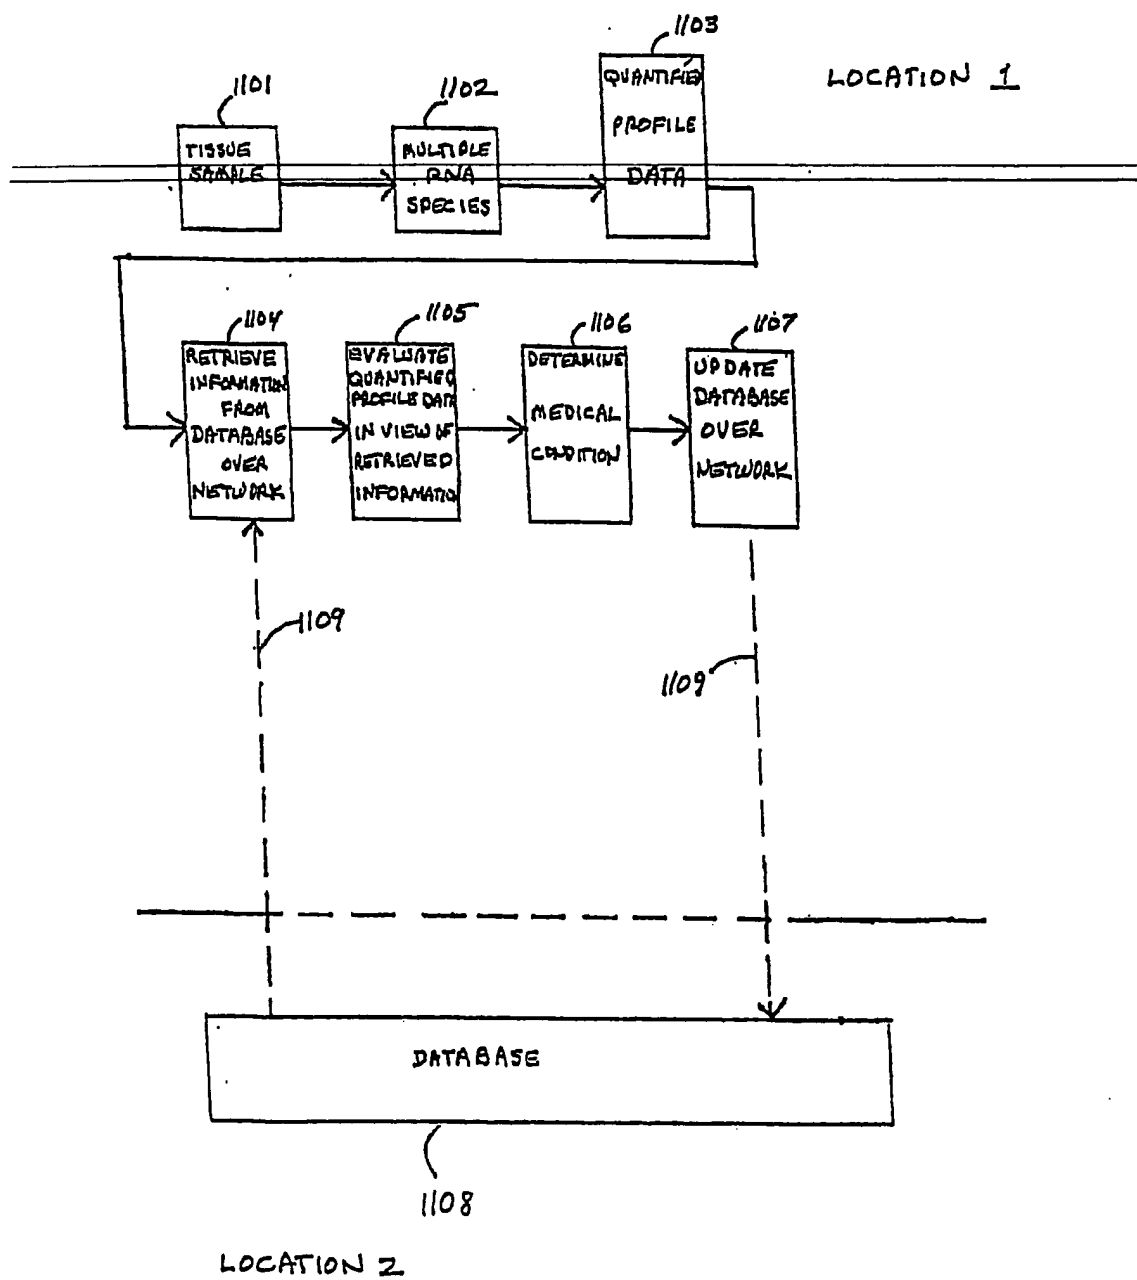 1103
LOCATION 1
1101
1102
QUANTIFIED
PROFILE
DATA
TISSUE
SAMPLE
MULTIPLE
RNA
SPECIES
1104
1105
1106
1107
RETRIEVE
INFORMATION
FROM
DATABASE
OVER
NETWORK
EVALUATE
QUANTIFIED
PROFILE DATA
IN VIEW OF
RETRIEVED
INFORMATIO
DETERMINE
MEDICAL
CONDITION
UPDATE
DATABASE
OVER
NETWORK
1109
1109
DATABASE
1108
LOCATION 2